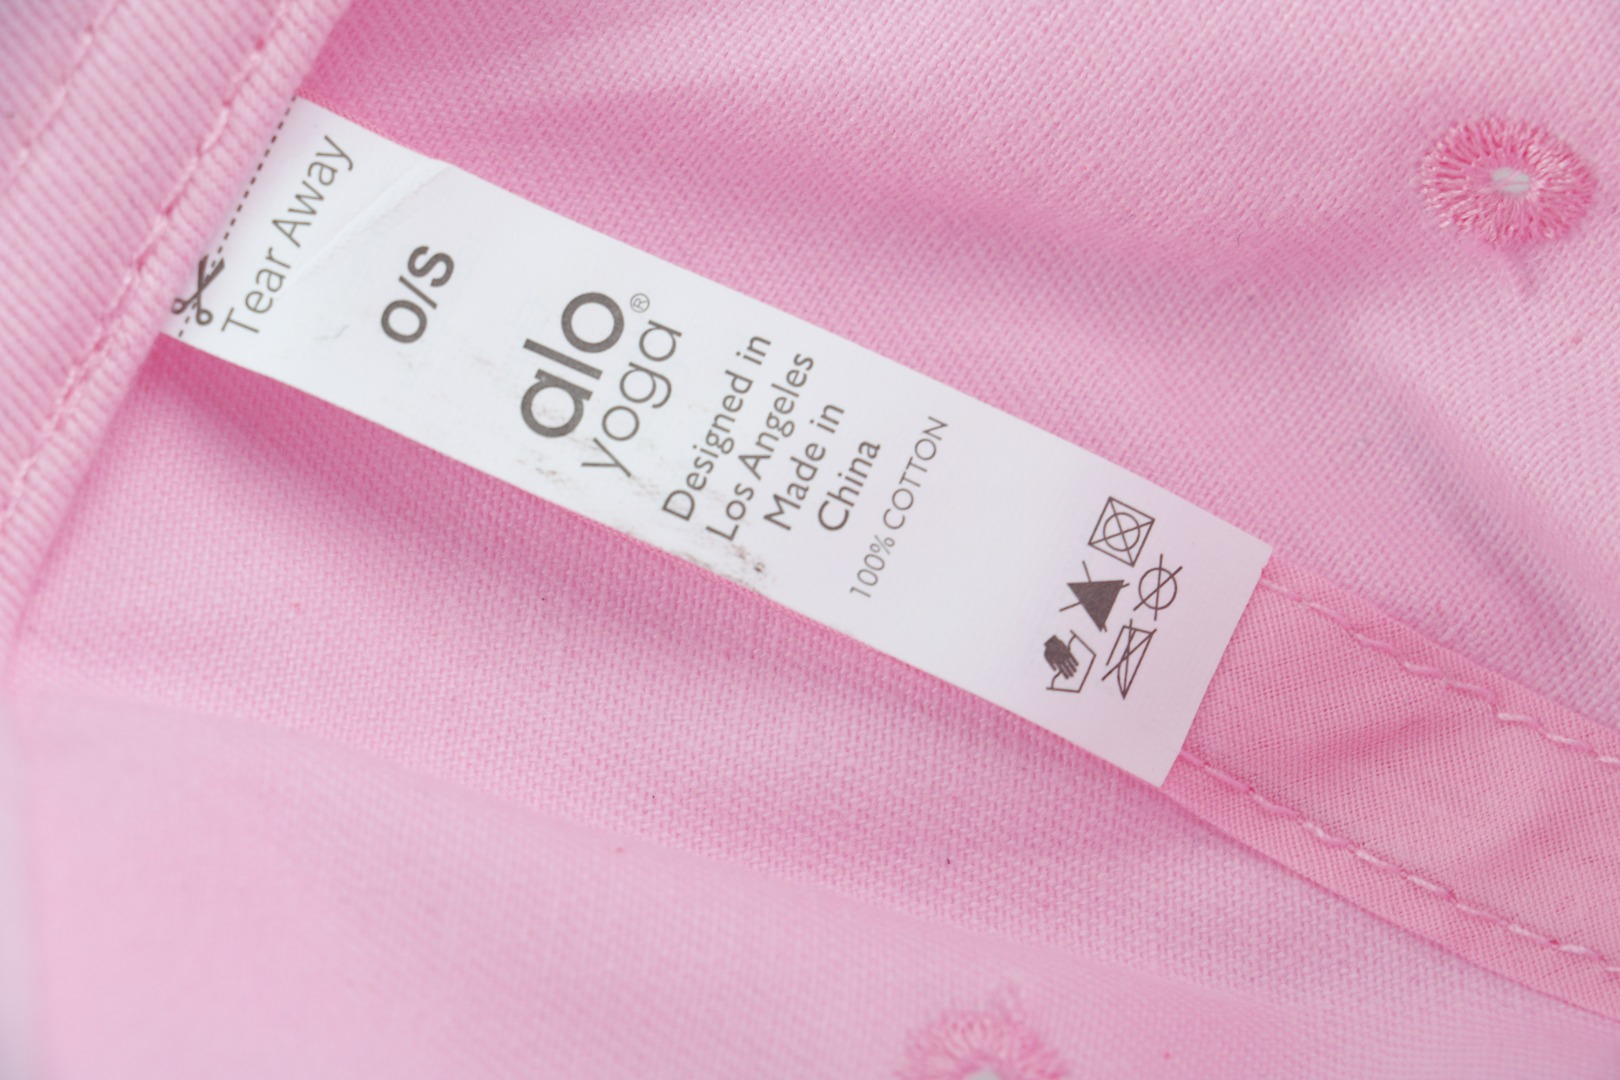 Tear Away
O/S
alo®
yoga
Designed in
Los Angeles
Made in
China
100% COTTON